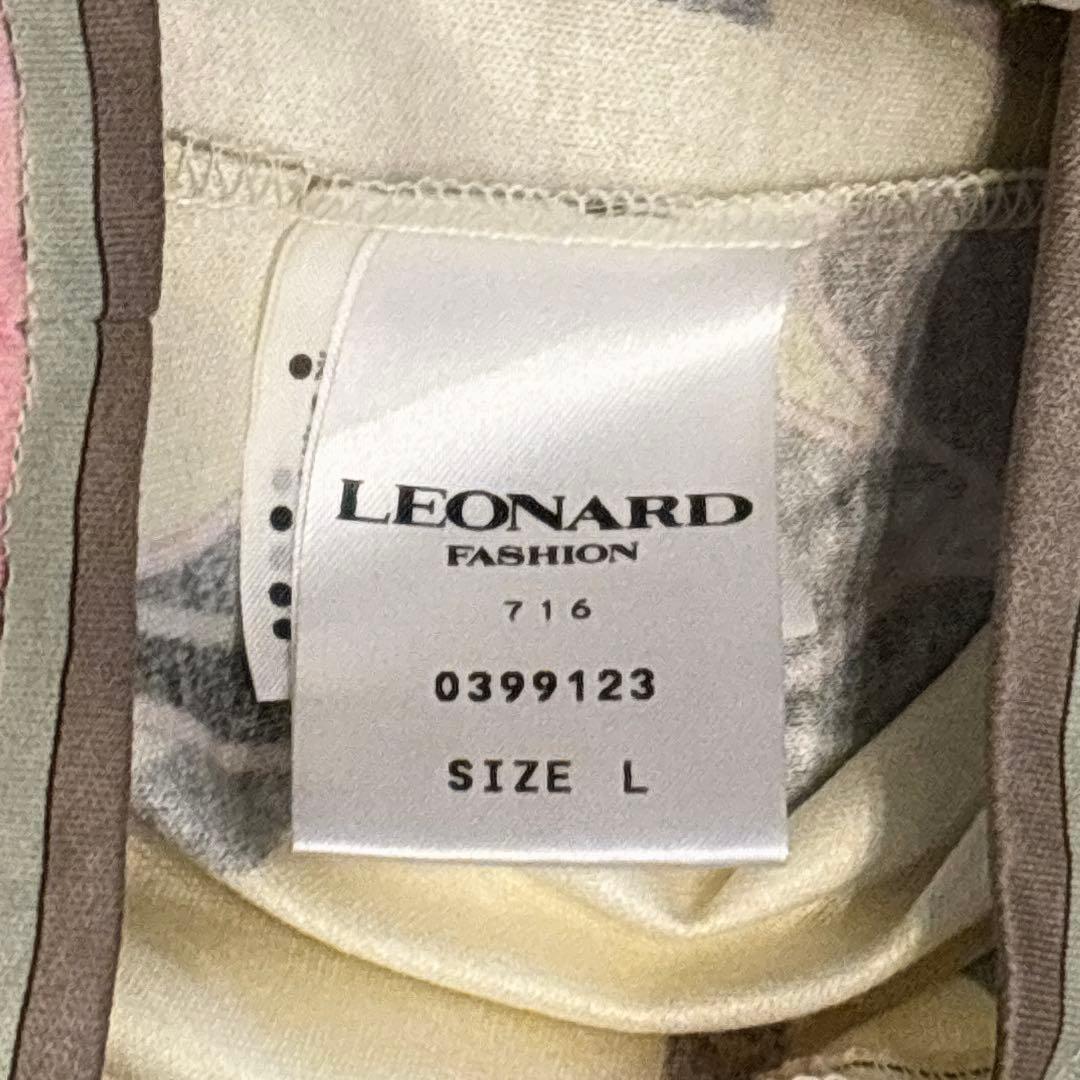 LEONARD
FASHION
716
0399123
SIZE L